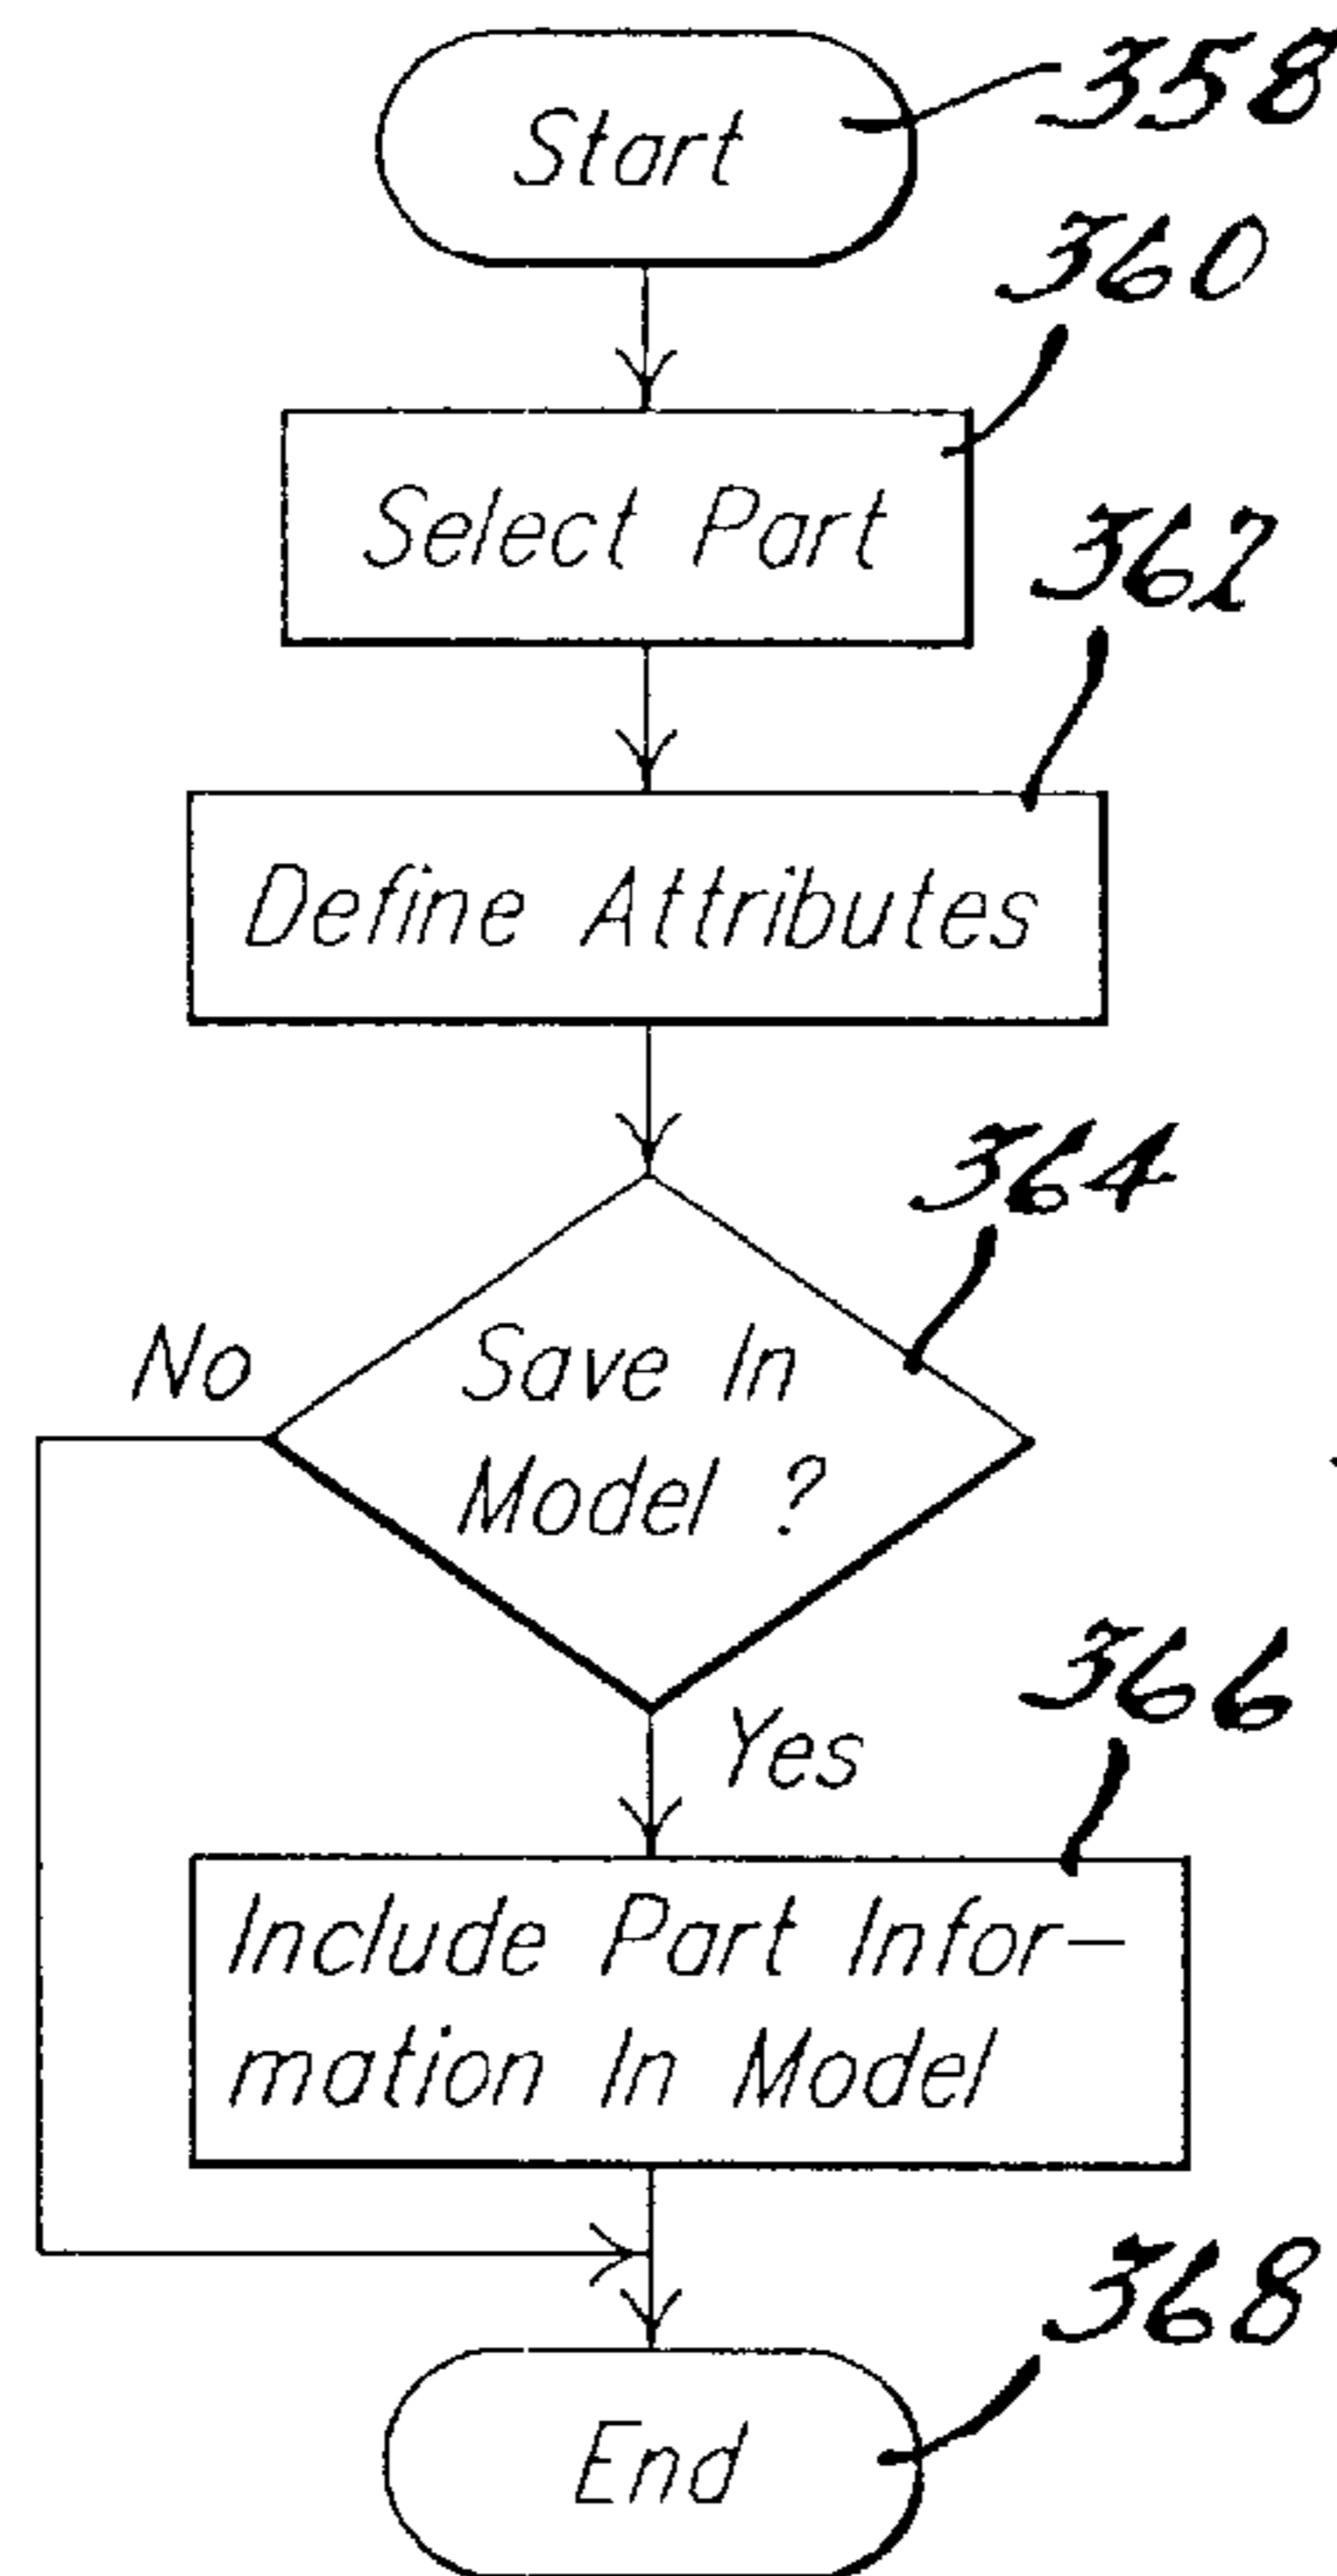 Start
358
360
Select Part
362
Define Attributes
364
No
Save In
Model ?
Yes
366
Include Part Infor-
mation In Model
368
End